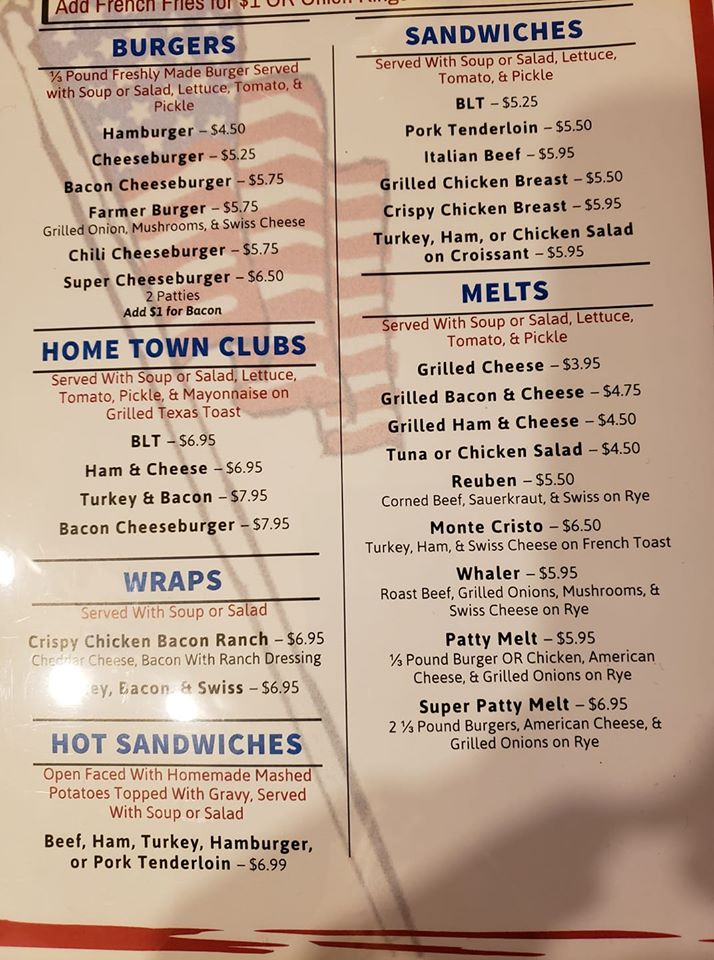 Add French Fries for $1 OR Onion
BURGERS
⅓ Pound Freshly Made Burger Served
with Soup or Salad, Lettuce, Tomato, &
Pickle
Hamburger – $4.50
Cheeseburger – $5.25
Bacon Cheeseburger – $5.75
Farmer Burger – $5.75
Grilled Onion, Mushrooms, & Swiss Cheese
Chili Cheeseburger – $5.75
Super Cheeseburger – $6.50
2 Patties
Add $1 for Bacon
HOME TOWN CLUBS
Served With Soup or Salad, Lettuce,
Tomato, Pickle, & Mayonnaise on
Grilled Texas Toast
BLT – $6.95
Ham & Cheese – $6.95
Turkey & Bacon – $7.95
Bacon Cheeseburger – $7.95
WRAPS
Served With Soup or Salad
Crispy Chicken Bacon Ranch – $6.95
Cheddar Cheese, Bacon With Ranch Dressing
Bacon & Swiss – $6.95
HOT SANDWICHES
Open Faced With Homemade Mashed
Potatoes Topped With Gravy, Served
With Soup or Salad
Beef, Ham, Turkey, Hamburger,
or Pork Tenderloin – $6.99
SANDWICHES
Served With Soup or Salad, Lettuce,
Tomato, & Pickle
BLT – $5.25
Pork Tenderloin – $5.50
Italian Beef – $5.95
Grilled Chicken Breast – $5.50
Crispy Chicken Breast – $5.95
Turkey, Ham, or Chicken Salad
on Croissant – $5.95
MELTS
Served With Soup or Salad, Lettuce,
Tomato, & Pickle
Grilled Cheese – $3.95
Grilled Bacon & Cheese – $4.75
Grilled Ham & Cheese – $4.50
Tuna or Chicken Salad – $4.50
Reuben – $5.50
Corned Beef, Sauerkraut, & Swiss on Rye
Monte Cristo – $6.50
Turkey, Ham, & Swiss Cheese on French Toast
Whaler – $5.95
Roast Beef, Grilled Onions, Mushrooms, &
Swiss Cheese on Rye
Patty Melt – $5.95
⅓ Pound Burger OR Chicken, American
Cheese, & Grilled Onions on Rye
Super Patty Melt – $6.95
2 ⅓ Pound Burgers, American Cheese, &
Grilled Onions on Rye